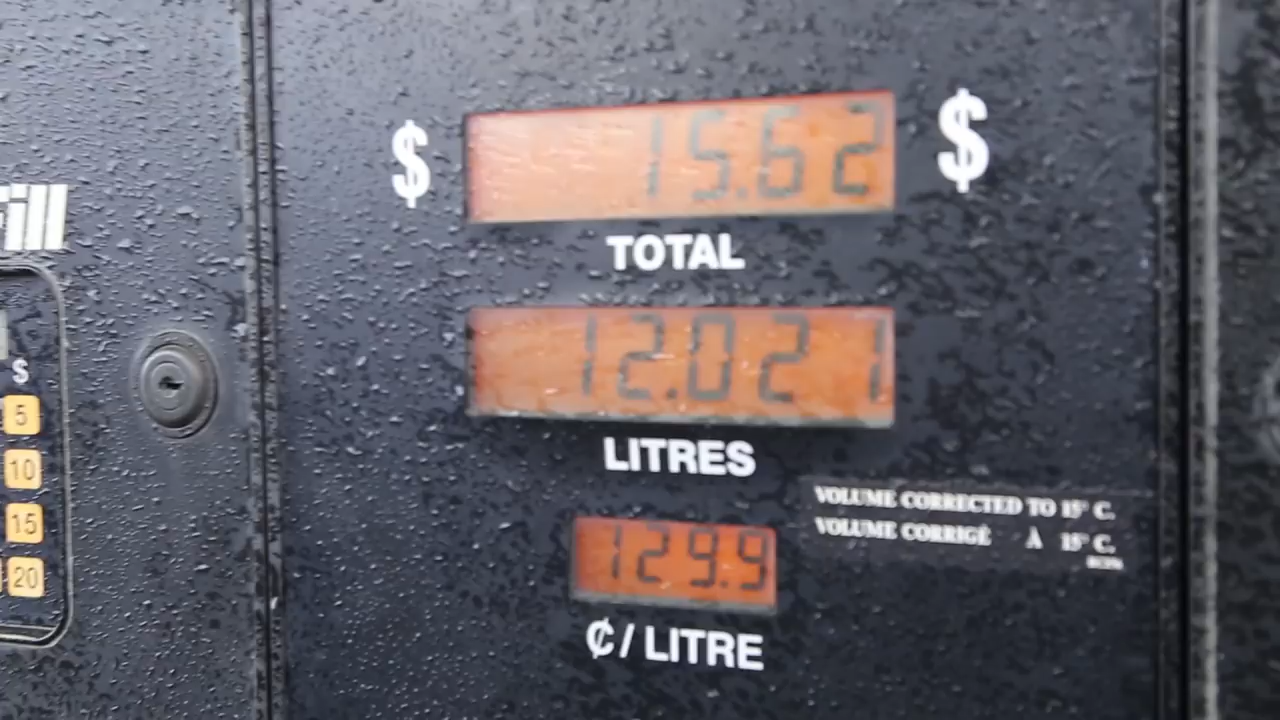 $ 15.62 $
TOTAL
12.021
LITRES
VOLUME CORRECTED TO 15° C.
VOLUME CORRIGÉ À 15° C.
129.9
¢/LITRE
ill
$
5
10
15
20